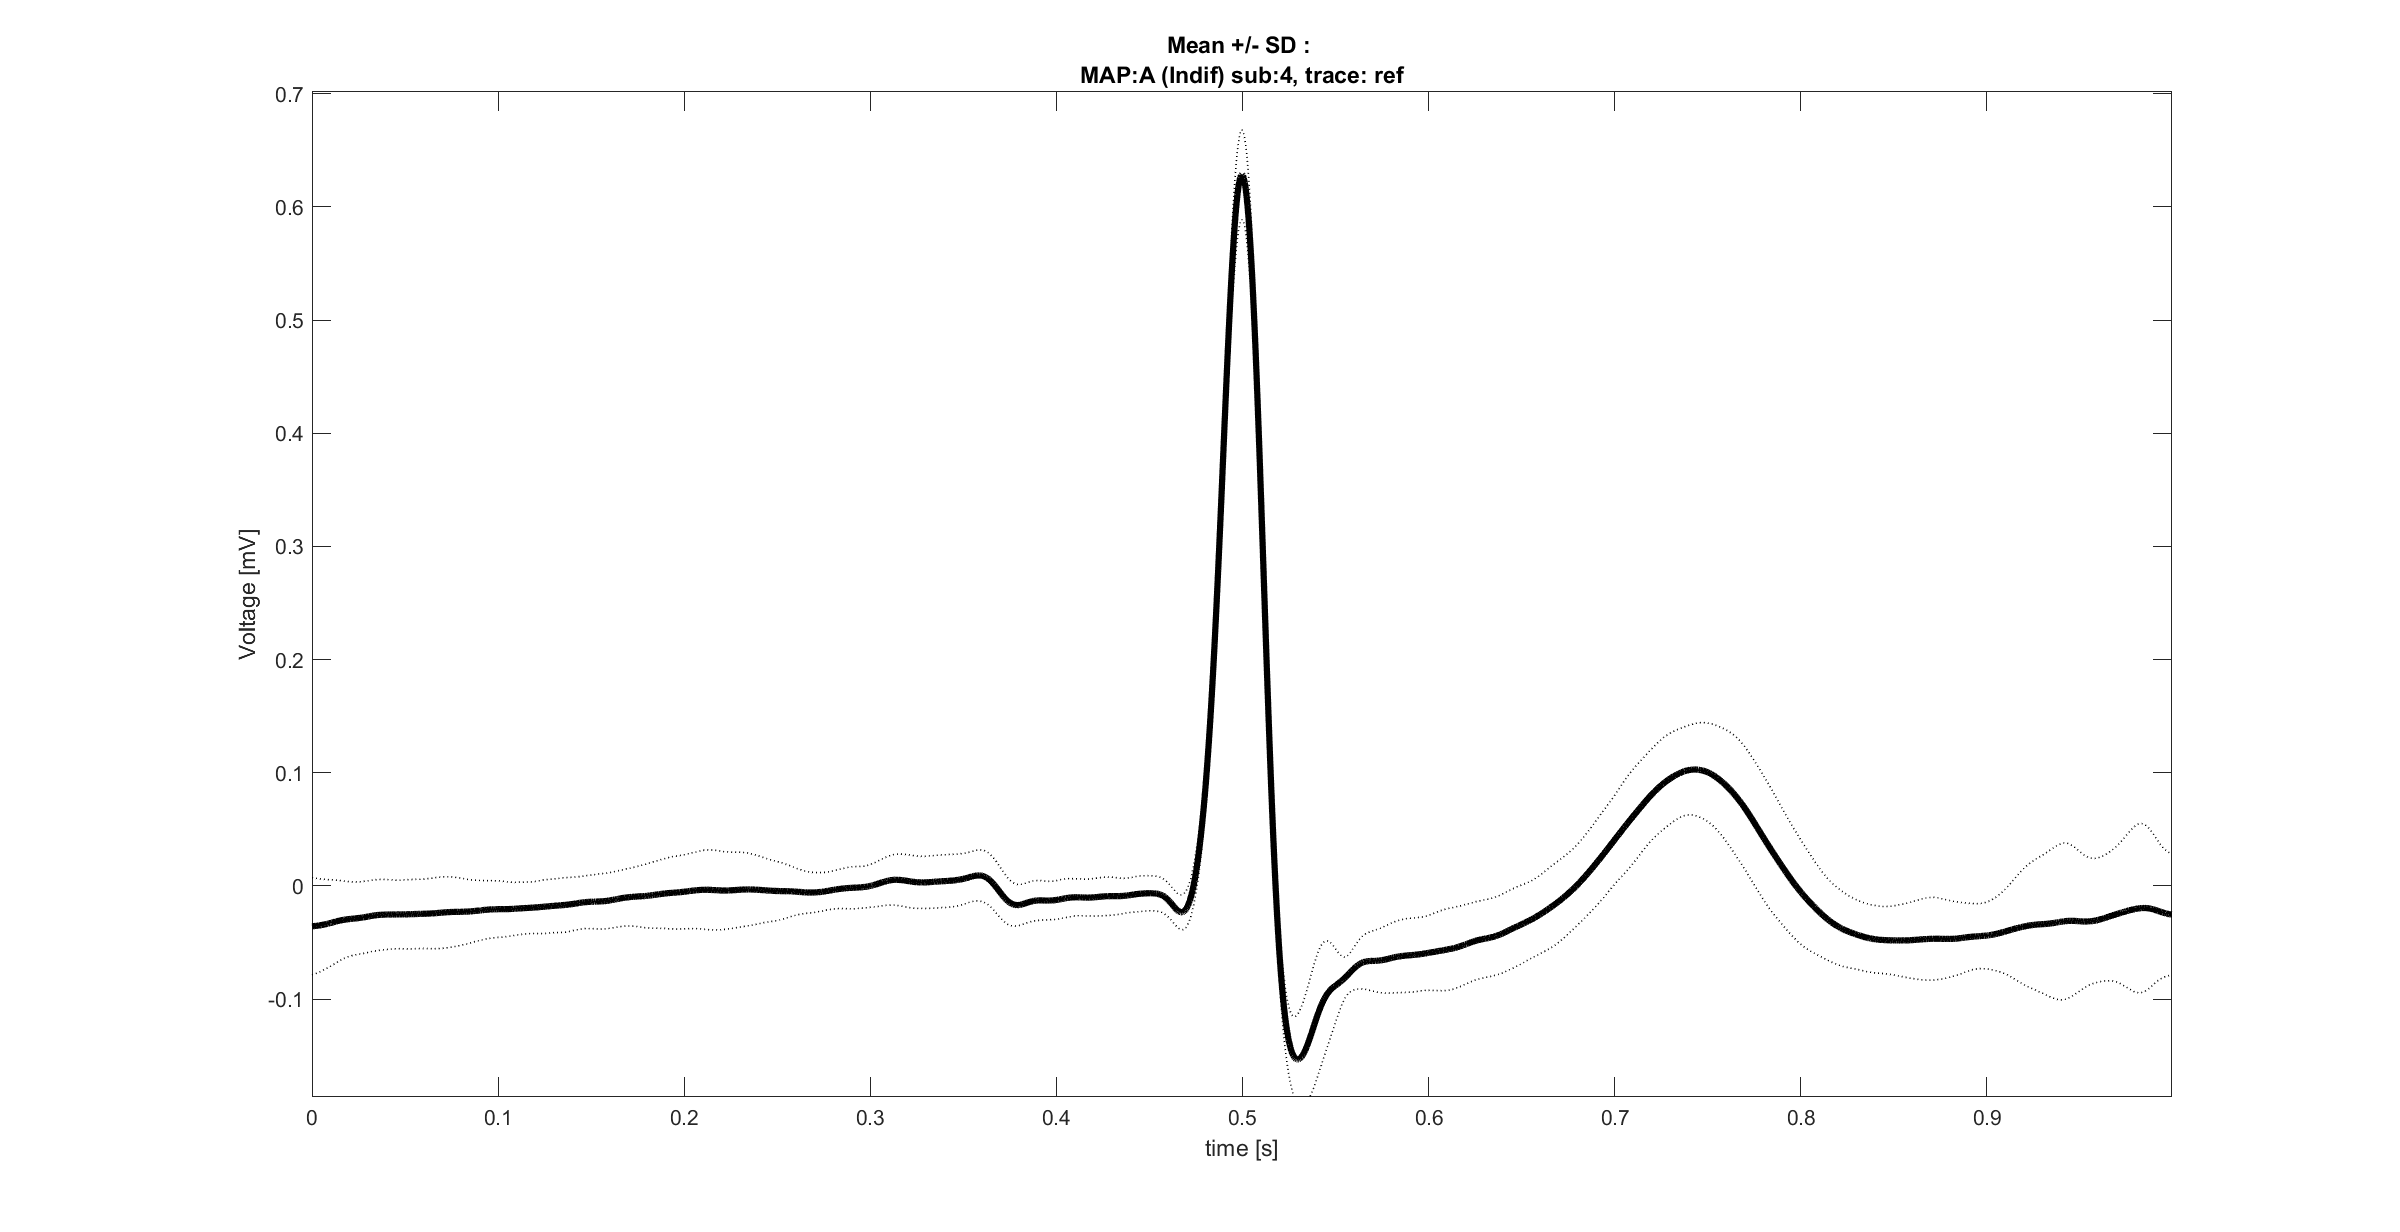 Mean +/- SD :
MAP:A (Indif) sub:4, trace: ref
0.7
0.6
0.5
0.4
0.3
0.2
0.1
0
-0.1
Voltage [mV]
0 0.1 0.2 0.3 0.4 0.5 0.6 0.7 0.8 0.9
time [s]